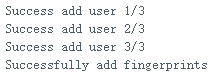 Success add user 1/3
Success add user 2/3
Success add user 3/3
Successfully add fingerprints